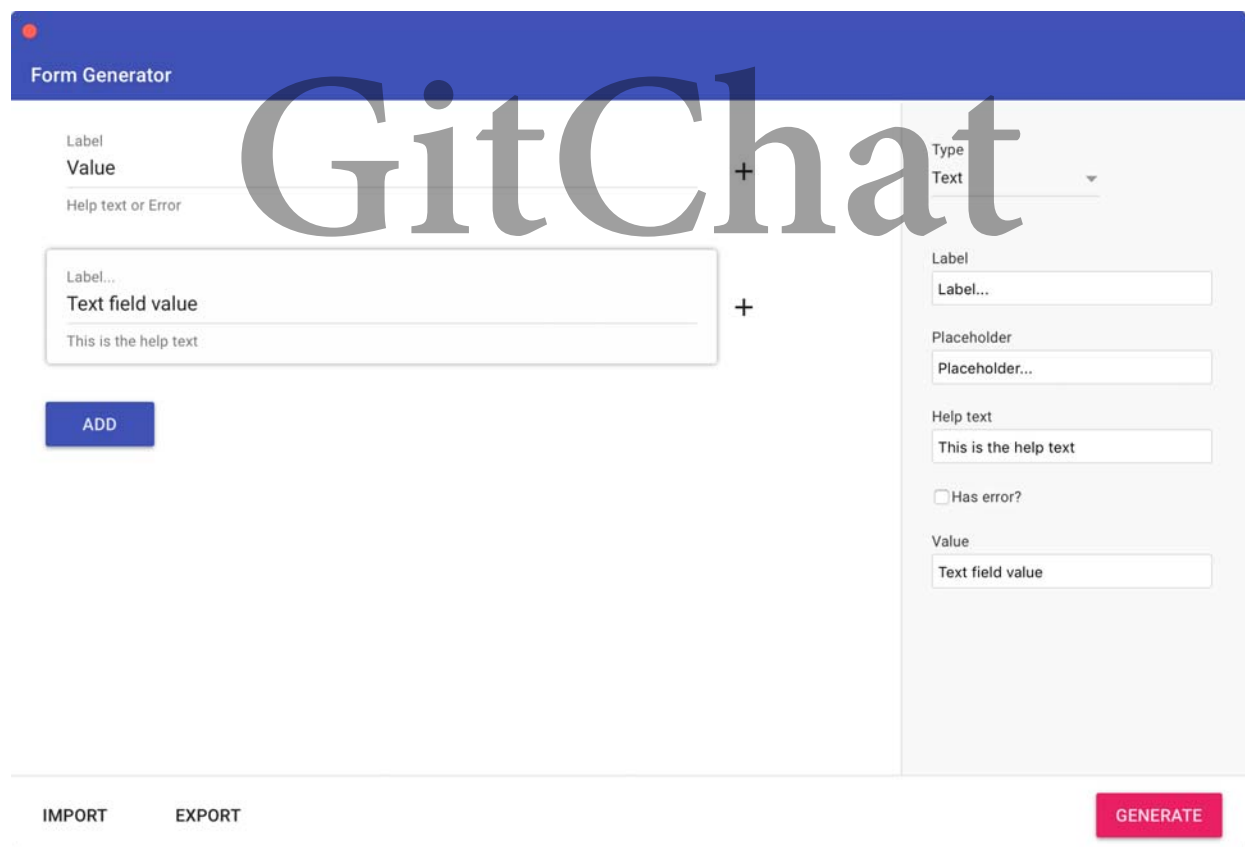 Form Generator
GitChat
Label
Value
+
Help text or Error
Label...
Text field value
+
This is the help text
ADD
Type
Text
Label
Label...
Placeholder
Placeholder...
Help text
This is the help text
Has error?
Value
Text field value
IMPORT
EXPORT
GENERATE